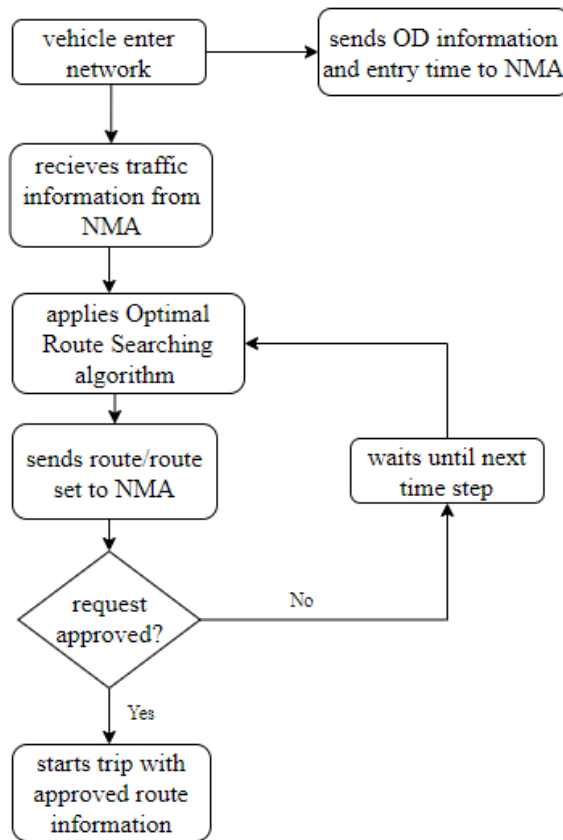 vehicle enter
network
sends OD information
and entry time to NMA
recieves traffic
information from
NMA
applies Optimal
Route Searching
algorithm
sends route/route
set to NMA
waits until next
time step
request
approved?
No
Yes
starts trip with
approved route
information